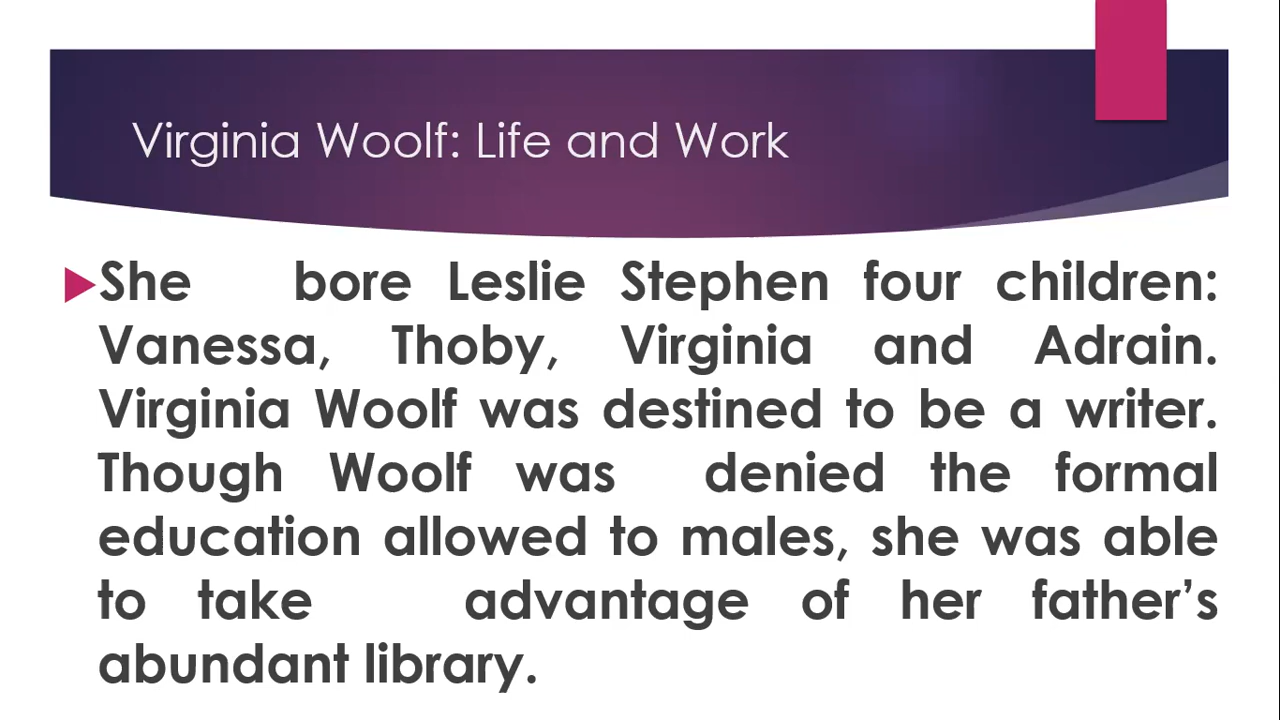 Virginia Woolf: Life and Work
She bore Leslie Stephen four children:
Vanessa, Thoby, Virginia and Adrain.
Virginia Woolf was destined to be a writer.
Though Woolf was denied the formal
education allowed to males, she was able
to take advantage of her father’s
abundant library.